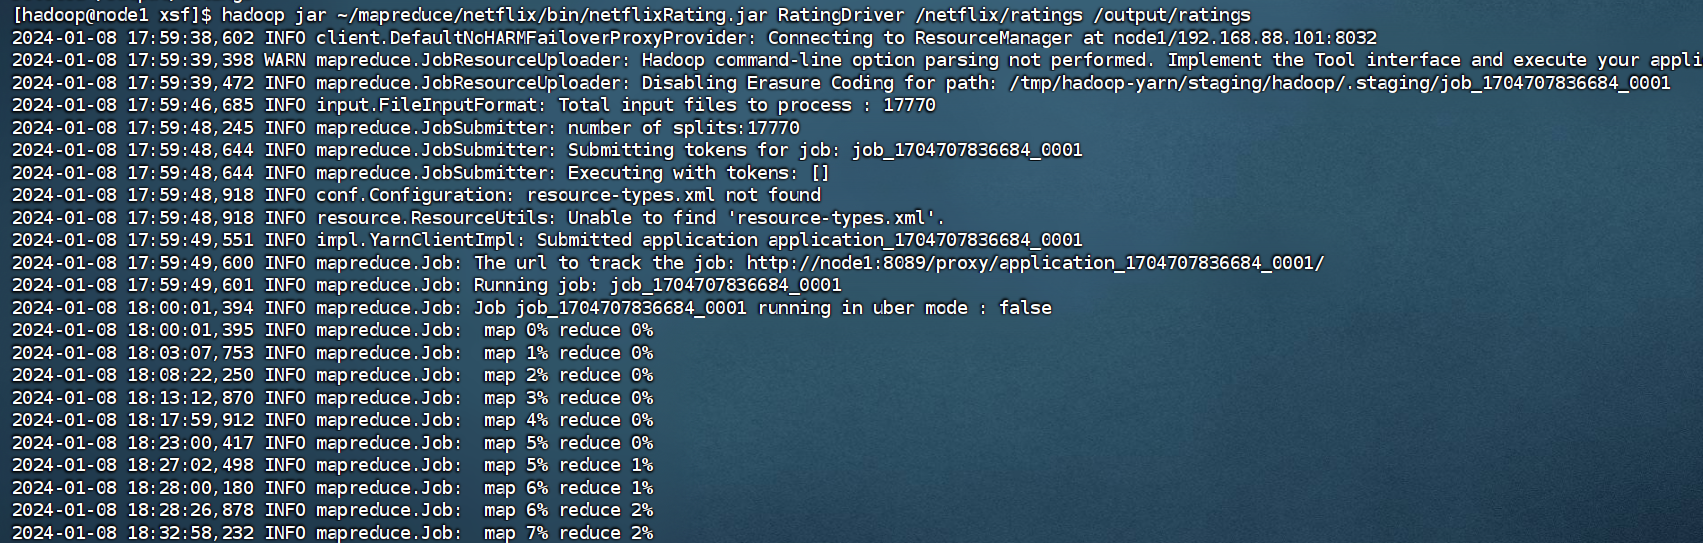 [hadoop@node1 xsf]$ hadoop jar ~/mapreduce/netflix/bin/netflixRating.jar RatingDriver /netflix/ratings /output/ratings
2024-01-08 17:59:38,602 INFO client.DefaultNoHARMFailoverProxyProvider: Connecting to ResourceManager at node1/192.168.88.101:8032
2024-01-08 17:59:39,398 WARN mapreduce.JobResourceUploader: Hadoop command-line option parsing not performed. Implement the Tool interface and execute your appli
2024-01-08 17:59:39,472 INFO mapreduce.JobResourceUploader: Disabling Erasure Coding for path: /tmp/hadoop-yarn/staging/hadoop/.staging/job_1704707836684_0001
2024-01-08 17:59:46,685 INFO input.FileInputFormat: Total input files to process : 17770
2024-01-08 17:59:48,245 INFO mapreduce.JobSubmitter: number of splits:17770
2024-01-08 17:59:48,644 INFO mapreduce.JobSubmitter: Submitting tokens for job: job_1704707836684_0001
2024-01-08 17:59:48,644 INFO mapreduce.JobSubmitter: Executing with tokens: []
2024-01-08 17:59:48,918 INFO conf.Configuration: resource-types.xml not found
2024-01-08 17:59:48,918 INFO resource.ResourceUtils: Unable to find 'resource-types.xml'.
2024-01-08 17:59:49,551 INFO impl.YarnClientImpl: Submitted application application_1704707836684_0001
2024-01-08 17:59:49,600 INFO mapreduce.Job: The url to track the job: http://node1:8089/proxy/application_1704707836684_0001/
2024-01-08 17:59:49,601 INFO mapreduce.Job: Running job: job_1704707836684_0001
2024-01-08 18:00:01,394 INFO mapreduce.Job: Job job_1704707836684_0001 running in uber mode : false
2024-01-08 18:00:01,395 INFO mapreduce.Job:  map 0% reduce 0%
2024-01-08 18:03:07,753 INFO mapreduce.Job:  map 1% reduce 0%
2024-01-08 18:08:22,250 INFO mapreduce.Job:  map 2% reduce 0%
2024-01-08 18:13:12,870 INFO mapreduce.Job:  map 3% reduce 0%
2024-01-08 18:17:59,912 INFO mapreduce.Job:  map 4% reduce 0%
2024-01-08 18:23:00,417 INFO mapreduce.Job:  map 5% reduce 0%
2024-01-08 18:27:02,498 INFO mapreduce.Job:  map 5% reduce 1%
2024-01-08 18:28:00,180 INFO mapreduce.Job:  map 6% reduce 1%
2024-01-08 18:28:26,878 INFO mapreduce.Job:  map 6% reduce 2%
2024-01-08 18:32:58,232 INFO mapreduce.Job:  map 7% reduce 2%